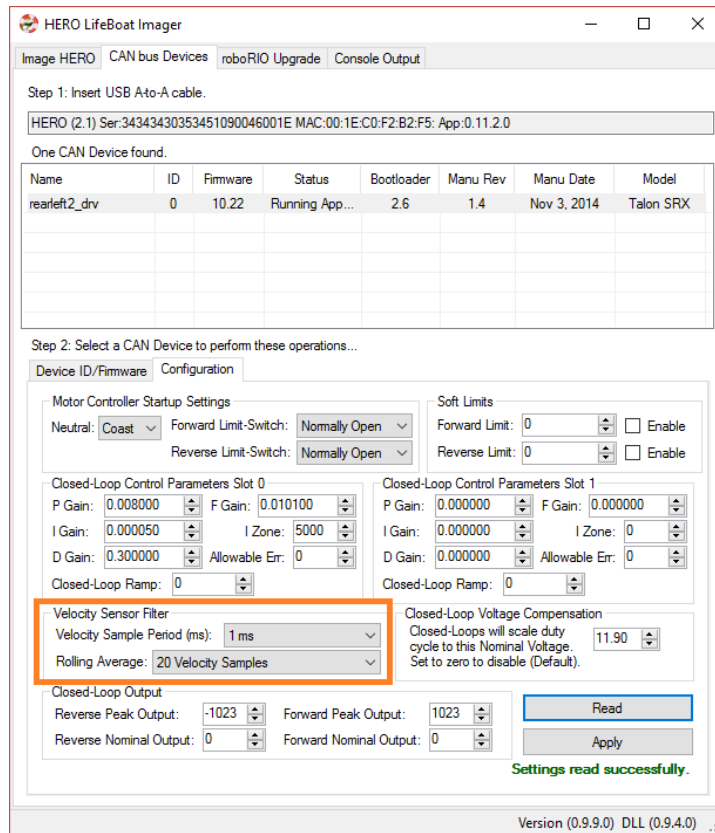 HERO LifeBoat Imager
Image HERO CAN bus Devices roboRIO Upgrade Console Output
Step 1: Insert USB A-to-A cable.
HERO (2.1) Ser:34343430353451090046001E MAC:00:1E:C0:F2:B2:F5: App:0.11.2.0
One CAN Device found.
Name ID Firmware Status Bootloader Manu Rev Manu Date Model
rearleft2_drv 0 10.22 Running App... 2.6 1.4 Nov 3, 2014 Talon SRX
Step 2: Select a CAN Device to perform these operations...
Device ID/Firmware Configuration
Motor Controller Startup Settings Soft Limits
Neutral: Coast Forward Limit-Switch: Normally Open Forward Limit: 0 Enable
Reverse Limit-Switch: Normally Open Reverse Limit: 0 Enable
Closed-Loop Control Parameters Slot 0 Closed-Loop Control Parameters Slot 1
P Gain: 0.008000 F Gain: 0.010100 P Gain: 0.000000 F Gain: 0.000000
I Gain: 0.000050 I Zone: 5000 I Gain: 0.000000 I Zone: 0
D Gain: 0.300000 Allowable Err: 0 D Gain: 0.000000 Allowable Err: 0
Closed-Loop Ramp: 0 Closed-Loop Ramp: 0
Velocity Sensor Filter Closed-Loop Voltage Compensation
Velocity Sample Period (ms): 1 ms Closed-Loops will scale duty
cycle to this Nominal Voltage. 11.90
Rolling Average: 20 Velocity Samples Set to zero to disable (Default).
Closed-Loop Output
Reverse Peak Output: -1023 Forward Peak Output: 1023 Read
Reverse Nominal Output: 0 Forward Nominal Output: 0 Apply
Settings read successfully.
Version (0.9.9.0) DLL (0.9.4.0)